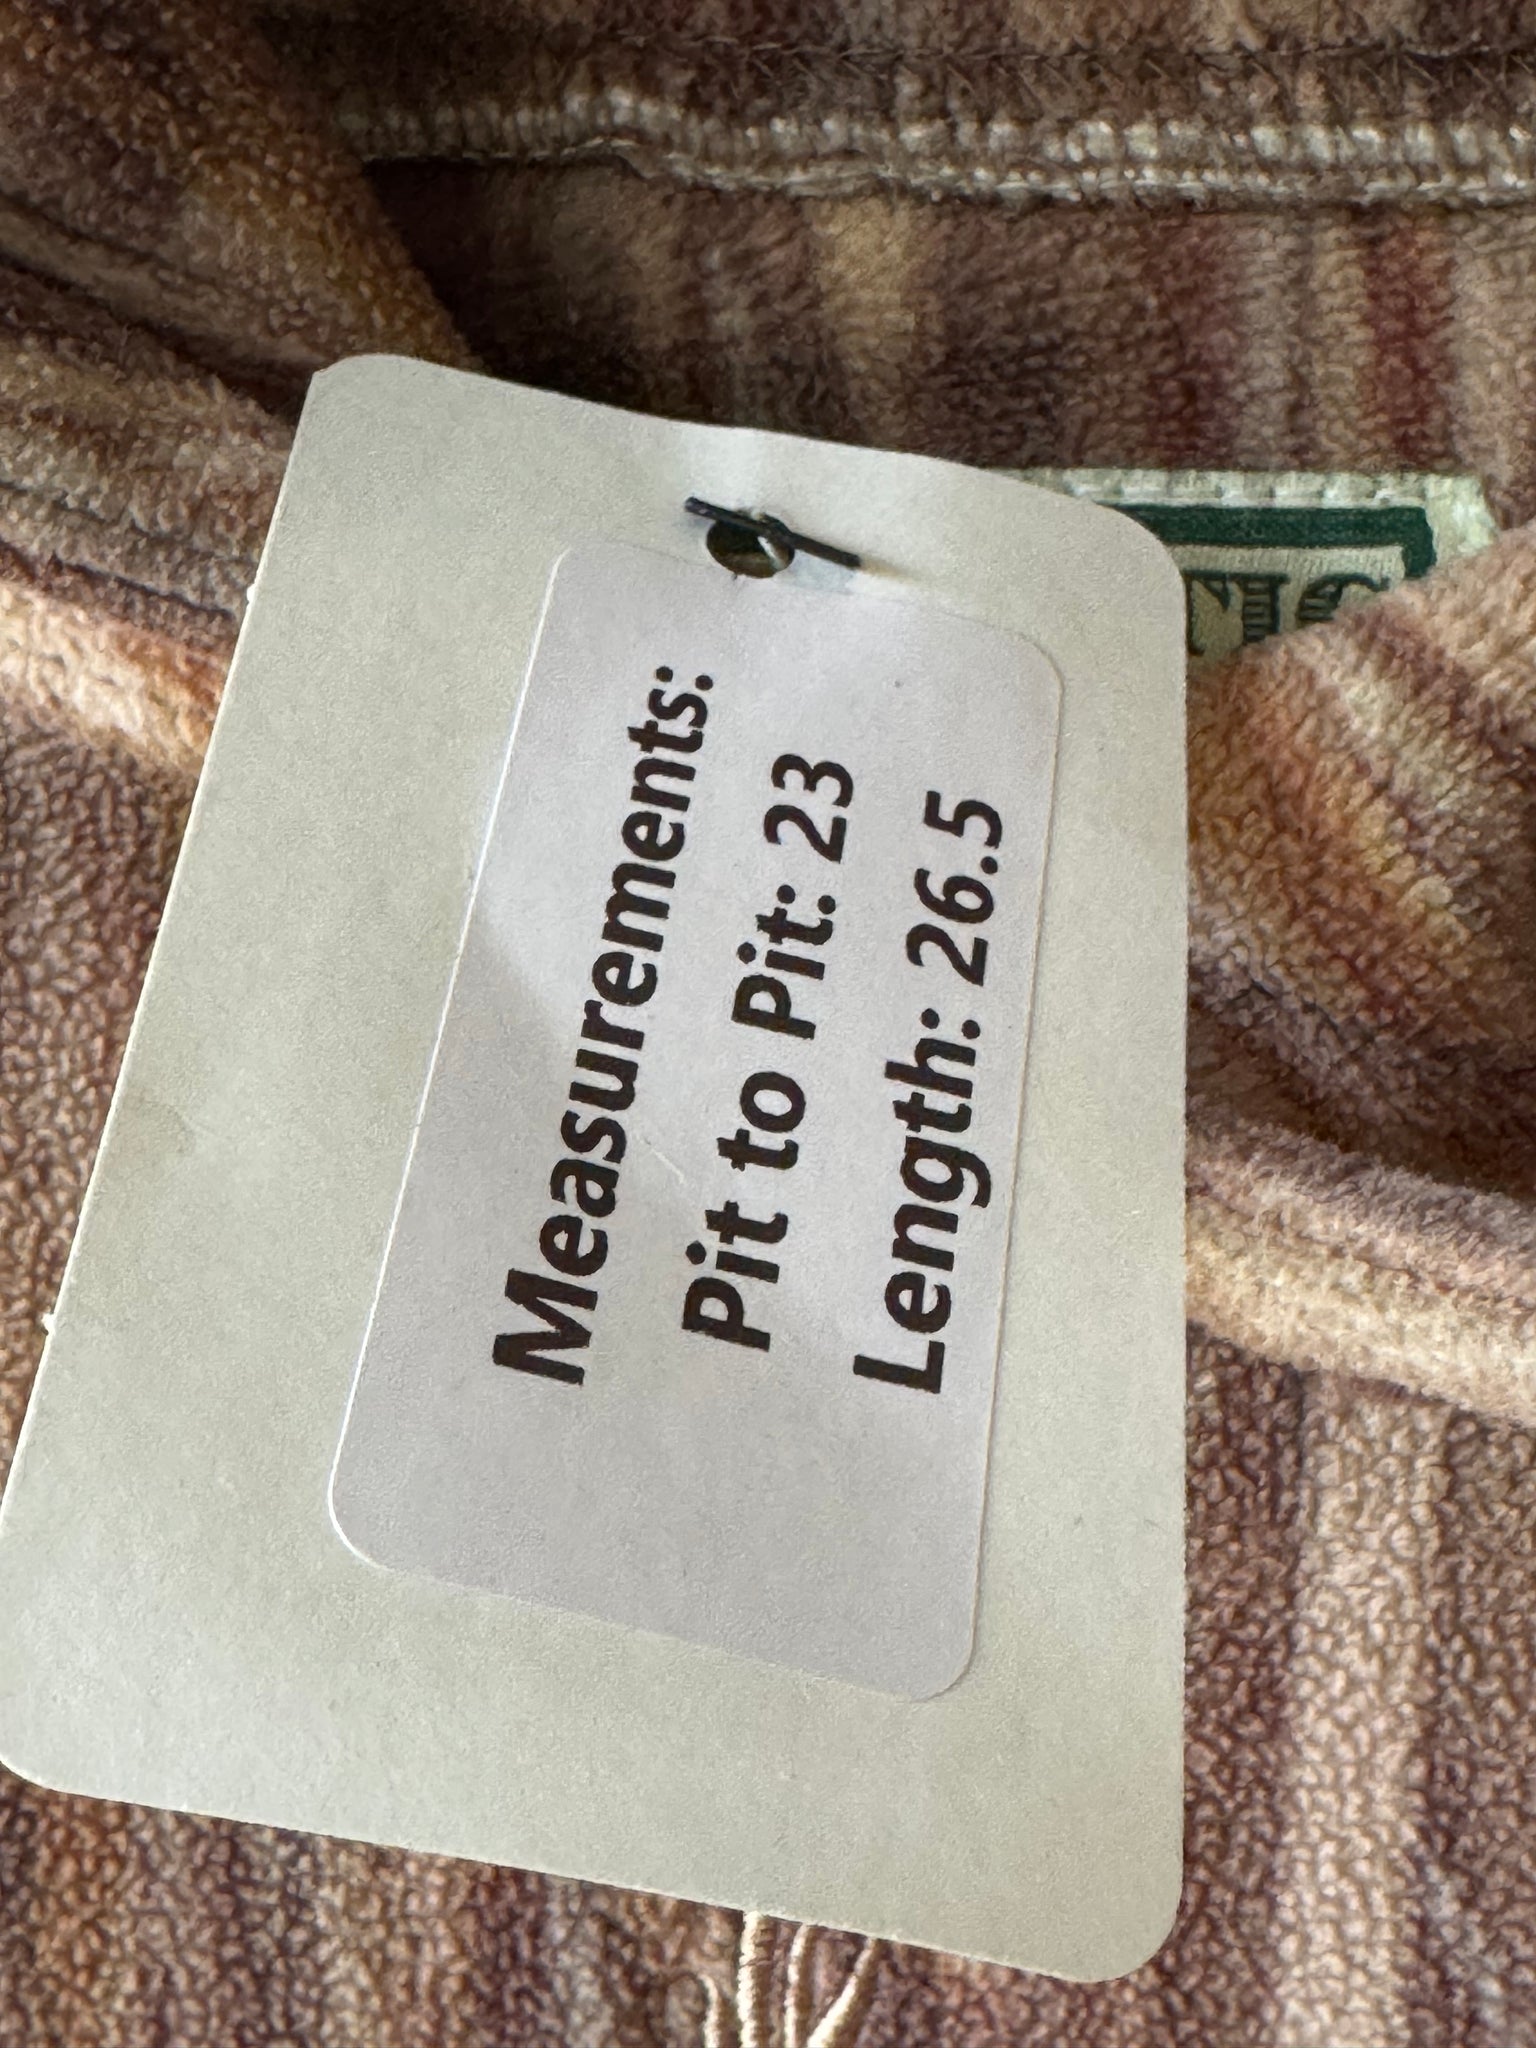 Measurements:
Pit to Pit: 23
Length: 26.5